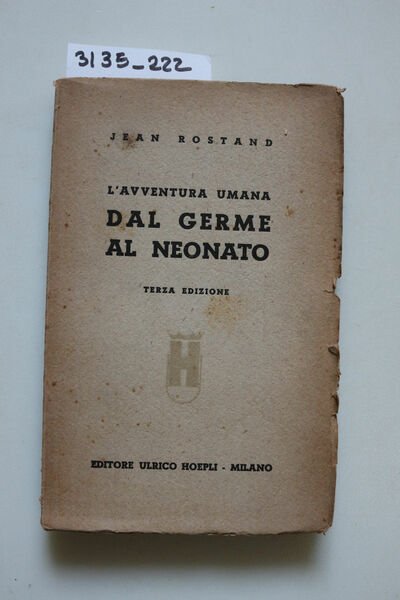 3135_222
JEAN ROSTAND
L'AVVENTURA UMANA
DAL GERME
AL NEONATO
TERZA EDIZIONE
H
EDITORE ULRICO HOEPLI - MILANO